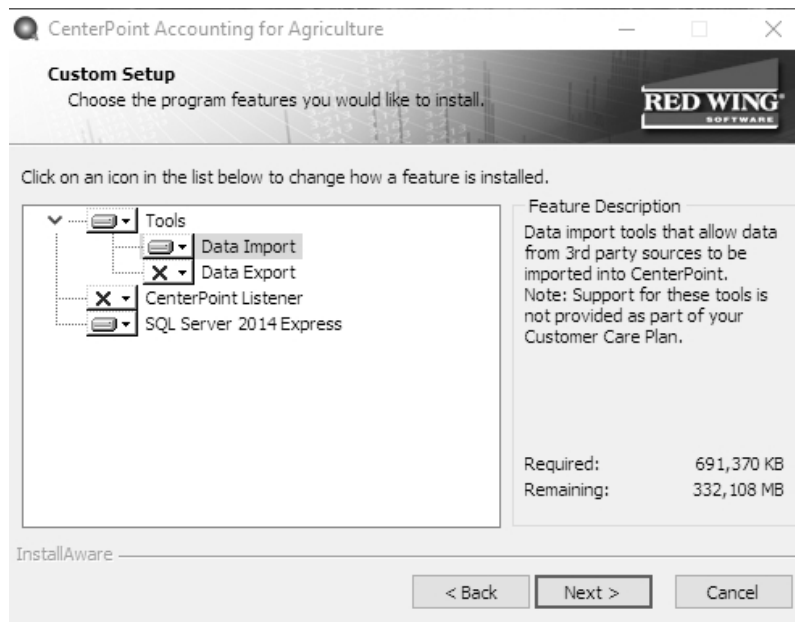 CenterPoint Accounting for Agriculture
Custom Setup
Choose the program features you would like to install.
RED WING
SOFTWARE
Click on an icon in the list below to change how a feature is installed.
Tools
Data Import
Data Export
CenterPoint Listener
SQL Server 2014 Express
Feature Description
Data import tools that allow data
from 3rd party sources to be
imported into CenterPoint.
Note: Support for these tools is
not provided as part of your
Customer Care Plan.
Required: 691,370 KB
Remaining: 332,108 MB
InstallAware
< Back
Next >
Cancel